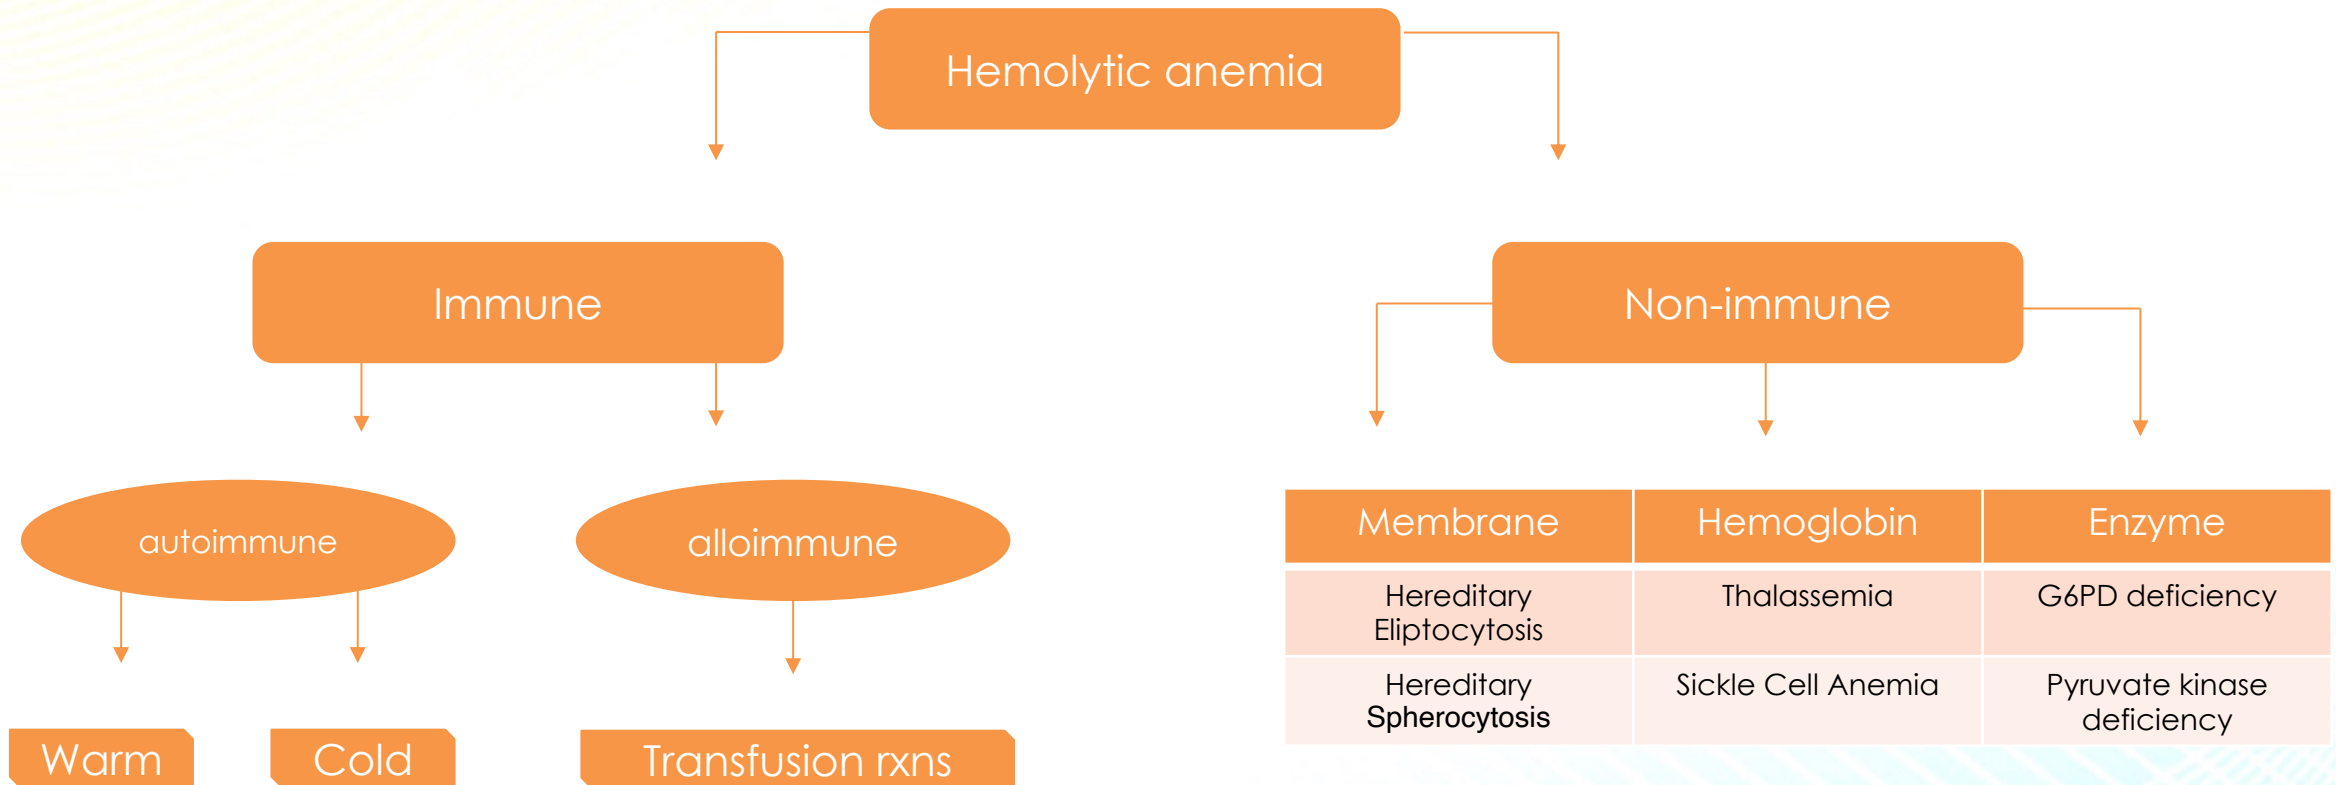 Hemolytic anemia
Immune
Non-immune
autoimmune
alloimmune
Warm
Cold
Transfusion rxns
Membrane
Hemoglobin
Enzyme
Hereditary
Eliptocytosis
Thalassemia
G6PD deficiency
Hereditary
Spherocytosis
Sickle Cell Anemia
Pyruvate kinase
deficiency